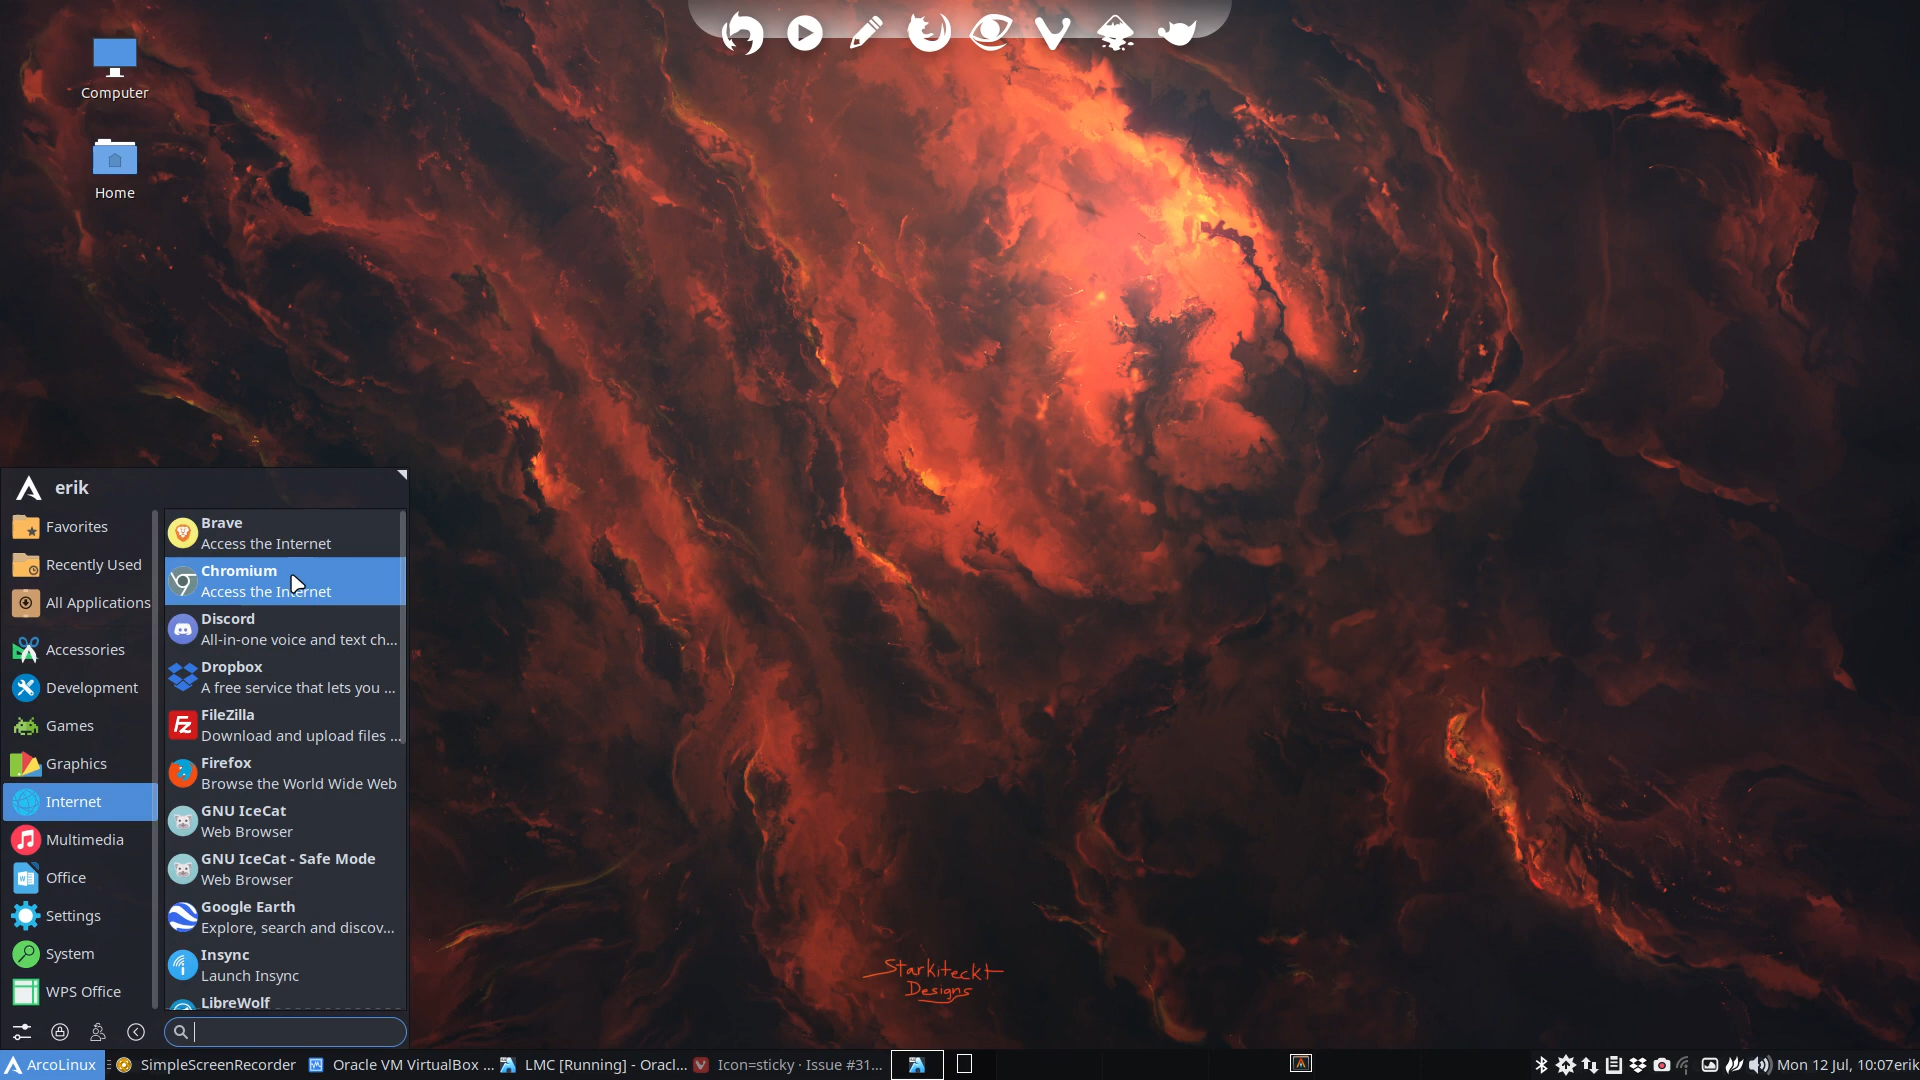 Computer
Home
erik
Favorites
Recently Used
All Applications
Accessories
Development
Games
Graphics
Internet
Multimedia
Office
Settings
System
WPS Office
Brave
Access the Internet
Chromium
Access the Internet
Discord
All-in-one voice and text ch...
Dropbox
A free service that lets you ...
FileZilla
Download and upload files ...
Firefox
Browse the World Wide Web
GNU IceCat
Web Browser
GNU IceCat - Safe Mode
Web Browser
Google Earth
Explore, search and discov...
Insync
Launch Insync
LibreWolf
Starkiteckt
Designs
ArcoLinux
SimpleScreenRecorder
Oracle VM VirtualBox ...
LMC [Running] - Oracl...
Icon=sticky · Issue #31...
Mon 12 Jul, 10:07
erik